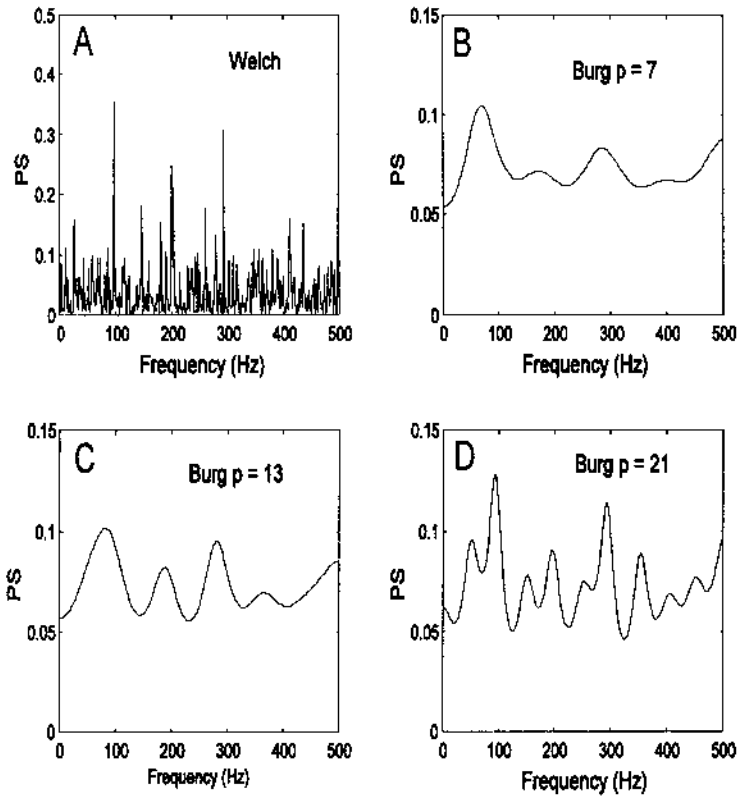 A
Welch
PS
0.5
0.4
0.3
0.2
0.1
0
0 100 200 300 400 500
Frequency (Hz)
B
Burg p = 7
PS
0.15
0.1
0.05
0
0 100 200 300 400 500
Frequency (Hz)
C
Burg p = 13
PS
0.15
0.1
0.05
0
0 100 200 300 400 500
Frequency (Hz)
D
Burg p = 21
PS
0.15
0.1
0.05
0
0 100 200 300 400 500
Frequency (Hz)